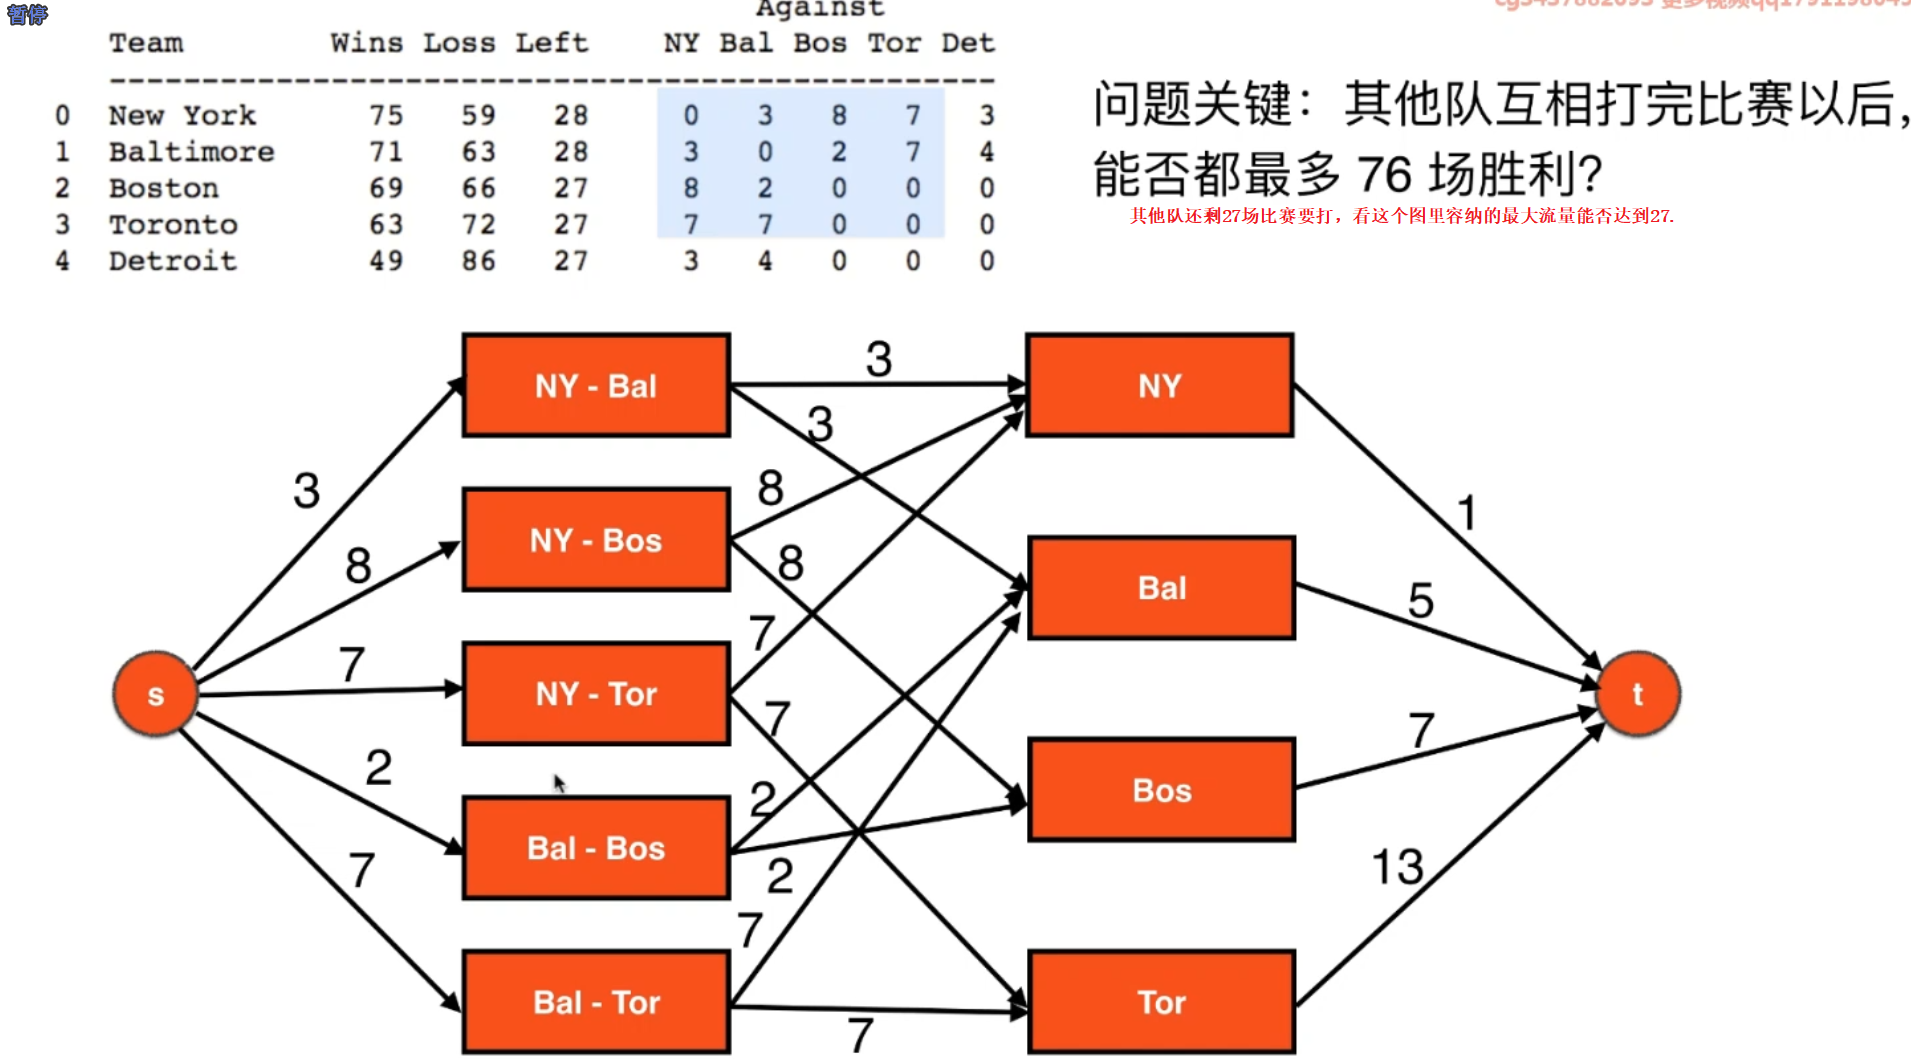 暂停
Against
Team Wins Loss Left NY Bal Bos Tor Det
0 New York 75 59 28 0 3 8 7 3
1 Baltimore 71 63 28 3 0 2 7 4
2 Boston 69 66 27 8 2 0 0 0
3 Toronto 63 72 27 7 7 0 0 0
4 Detroit 49 86 27 3 4 0 0 0
问题关键：其他队互相打完比赛以后，
能否都最多 76 场胜利？
其他队还剩27场比赛要打，看这个图里容纳的最大流量能否达到27.
NY - Bal
3
NY
3
3
8
NY - Bos
1
8
8
Bal
5
7
7
s
NY - Tor
t
7
7
2
2
Bos
Bal - Bos
7
2
13
7
7
Bal - Tor
Tor
7